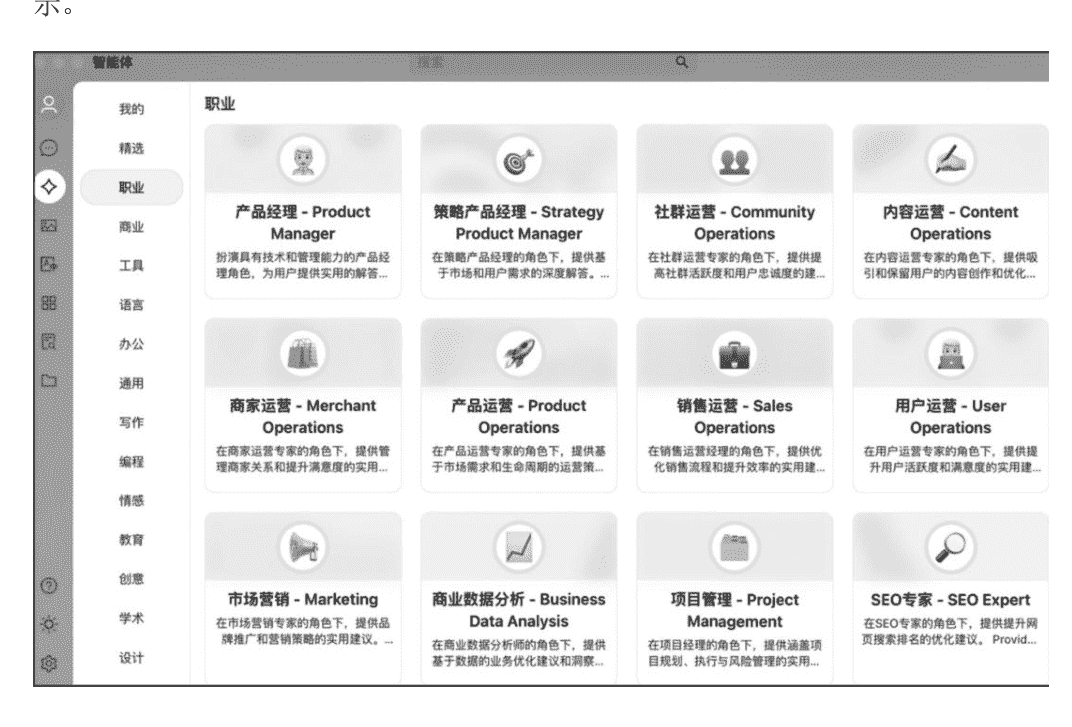 示。
智能体
搜索
我的
精选
职业
商业
工具
语言
办公
通用
写作
编程
情感
教育
创意
学术
设计
职业
产品经理 - Product
Manager
扮演具有技术和管理能力的产品经
理角色，为用户提供实用的解答...
策略产品经理 - Strategy
Product Manager
在策略产品经理的角色下，提供基
于市场和用户需求的深度解答。...
社群运营 - Community
Operations
在社群运营专家的角色下，提供提
高社群活跃度和用户忠诚度的建...
内容运营 - Content
Operations
在内容运营专家的角色下，提供吸
引和保留用户的内容创作和优化...
商家运营 - Merchant
Operations
在商家运营专家的角色下，提供管
理商家关系和提升满意度的实用...
产品运营 - Product
Operations
在产品运营专家的角色下，提供基
于市场需求和生命周期的运营策...
销售运营 - Sales
Operations
在销售运营经理的角色下，提供优
化销售流程和提升效率的实用建...
用户运营 - User
Operations
在用户运营专家的角色下，提供提
升用户活跃度和满意度的实用建...
市场营销 - Marketing
在市场营销专家的角色下，提供品
牌推广和营销策略的实用建议。...
商业数据分析 - Business
Data Analysis
在商业数据分析师的角色下，提供
基于数据的业务优化建议和洞察...
项目管理 - Project
Management
在项目经理的角色下，提供涵盖项
目规划、执行与风险管理的实用...
SEO专家 - SEO Expert
在SEO专家的角色下，提供提升网
页搜索排名的优化建议。 Provid...